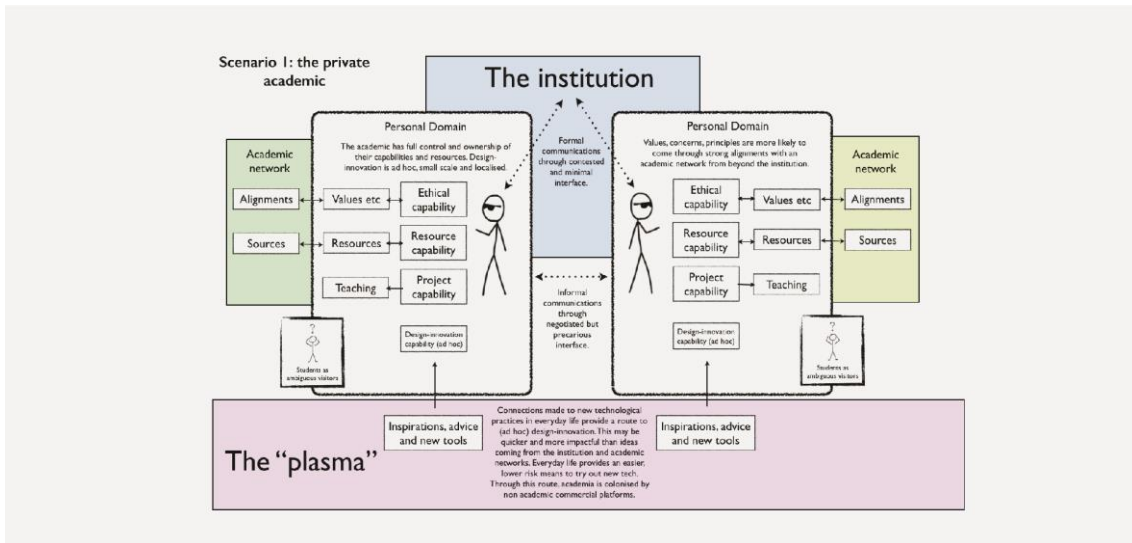 Scenario 1: the private
academic
The institution
Personal Domain
The academic has full control and ownership of
their capabilities and resources. Design-
innovation is ad hoc, small scale and localised.
Academic
network
Alignments
Values etc
Ethical
capability
Sources
Resources
Resource
capability
Teaching
Project
capability
Design-innovation
capability (ad hoc)
?
Students as
ambiguous visitors
Formal
communications
through contested
and minimal
interface.
Informal
communications
through
negotiated but
precarious
interface.
Personal Domain
Values, concerns, principles are more likely to
come through strong alignments with an
academic network from beyond the institution.
Academic
network
Ethical
capability
Values etc
Alignments
Resource
capability
Resources
Sources
Project
capability
Teaching
Design-innovation
capability (ad hoc)
?
Students as
ambiguous visitors
The “plasma”
Inspirations, advice
and new tools
Connections made to new technological
practices in everyday life provide a route to
(ad hoc) design-innovation. This may be
quicker and more impactful than ideas
coming from the institution and academic
networks. Everyday life provides an easier,
lower risk means to try out new tech.
Through this route, academia is colonised by
non academic commercial platforms.
Inspirations, advice
and new tools